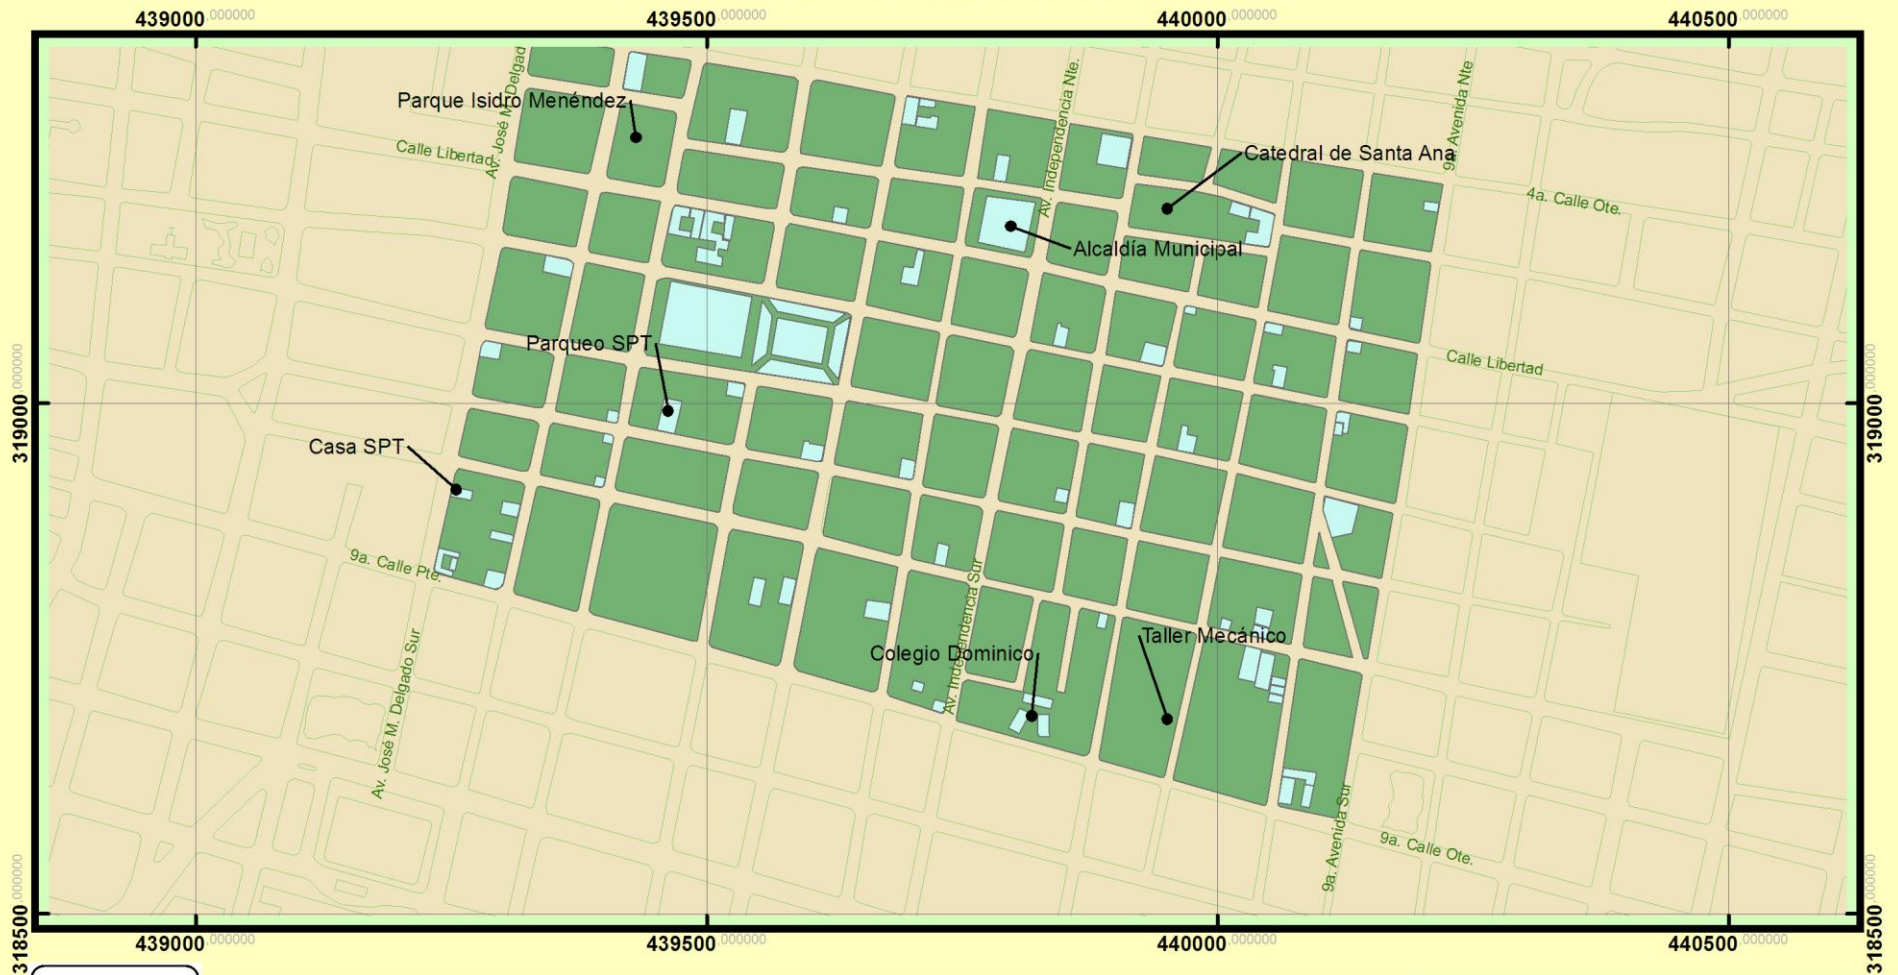 439000.000000
439500.000000
440000.000000
440500.000000
Av. José M. Delgad
Parque Isidro Menéndez
Av. Independencia Nte.
9a. Avenida Nte
Calle Libertad
Catedral de Santa Ana
4a. Calle Ote.
Alcaldía Municipal
Parqueo SPT
Calle Libertad
319000.000000
319000.000000
Casa SPT
9a. Calle Pte.
Av. Independencia Sur
Taller Mecánico
Colegio Dominico
Av. José M. Delgado Sur
9a. Avenida Sur
9a. Calle Ote.
318500.000000
318500.000000
439000.000000
439500.000000
440000.000000
440500.000000